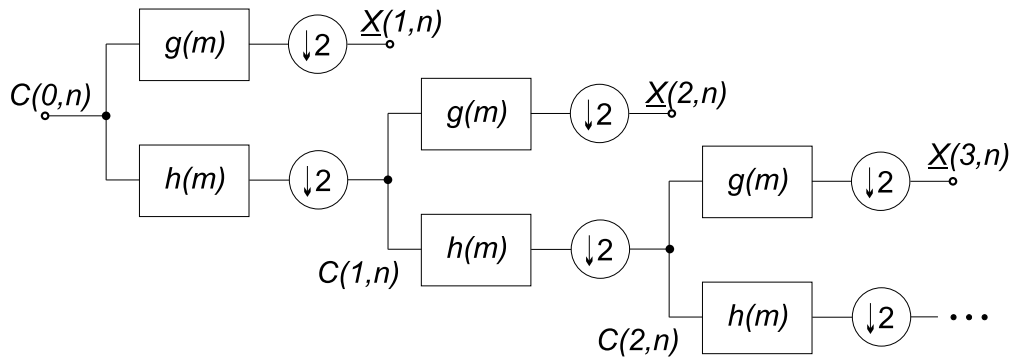 g(m) ↓2 X(1,n)
C(0,n)
h(m) ↓2
g(m) ↓2 X(2,n)
C(1,n) h(m) ↓2
g(m) ↓2 X(3,n)
C(2,n) h(m) ↓2 •••